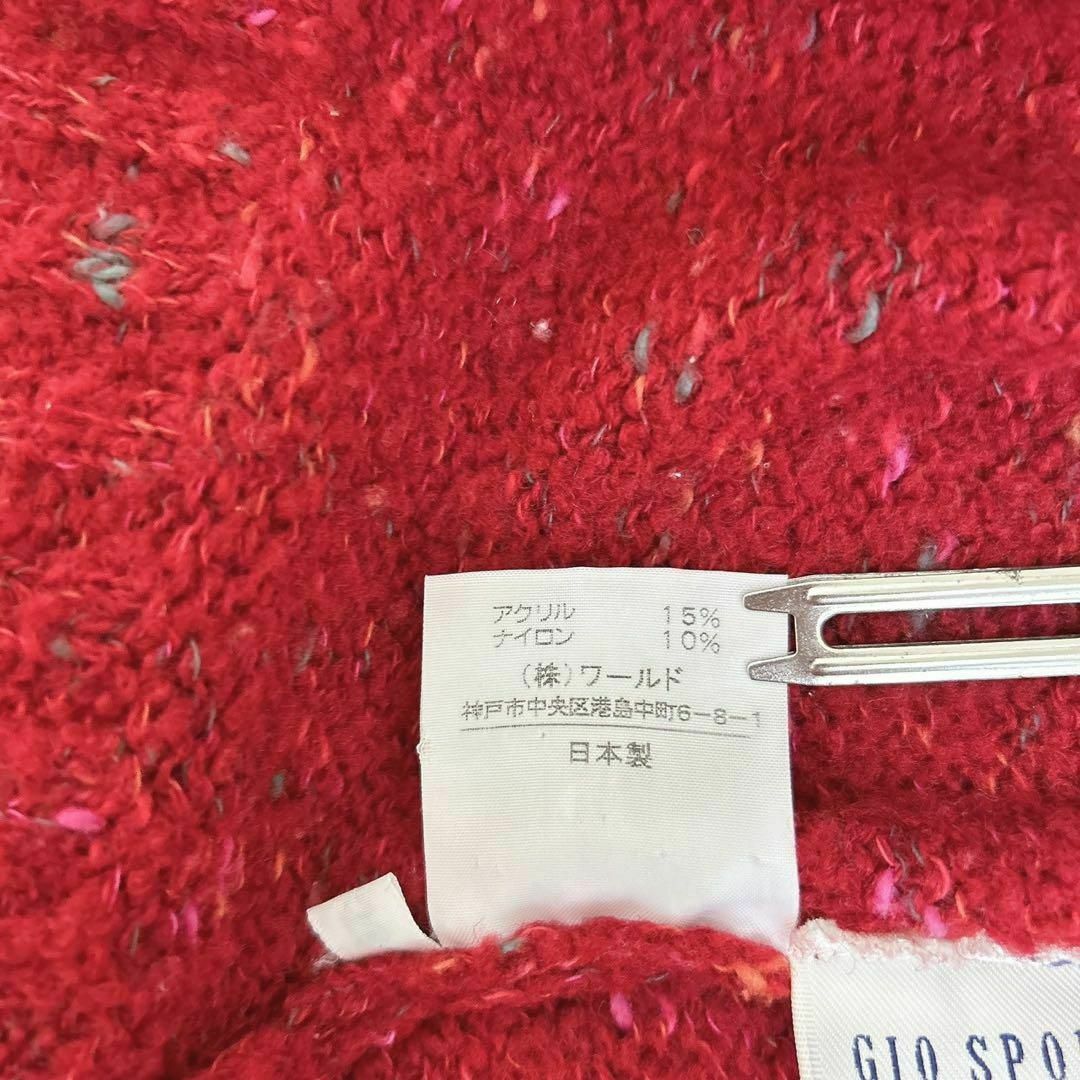 アクリル 15%
ナイロン 10%
(株)ワールド
神戸市中央区港島中町6-8-1
日本製
GIO SPO